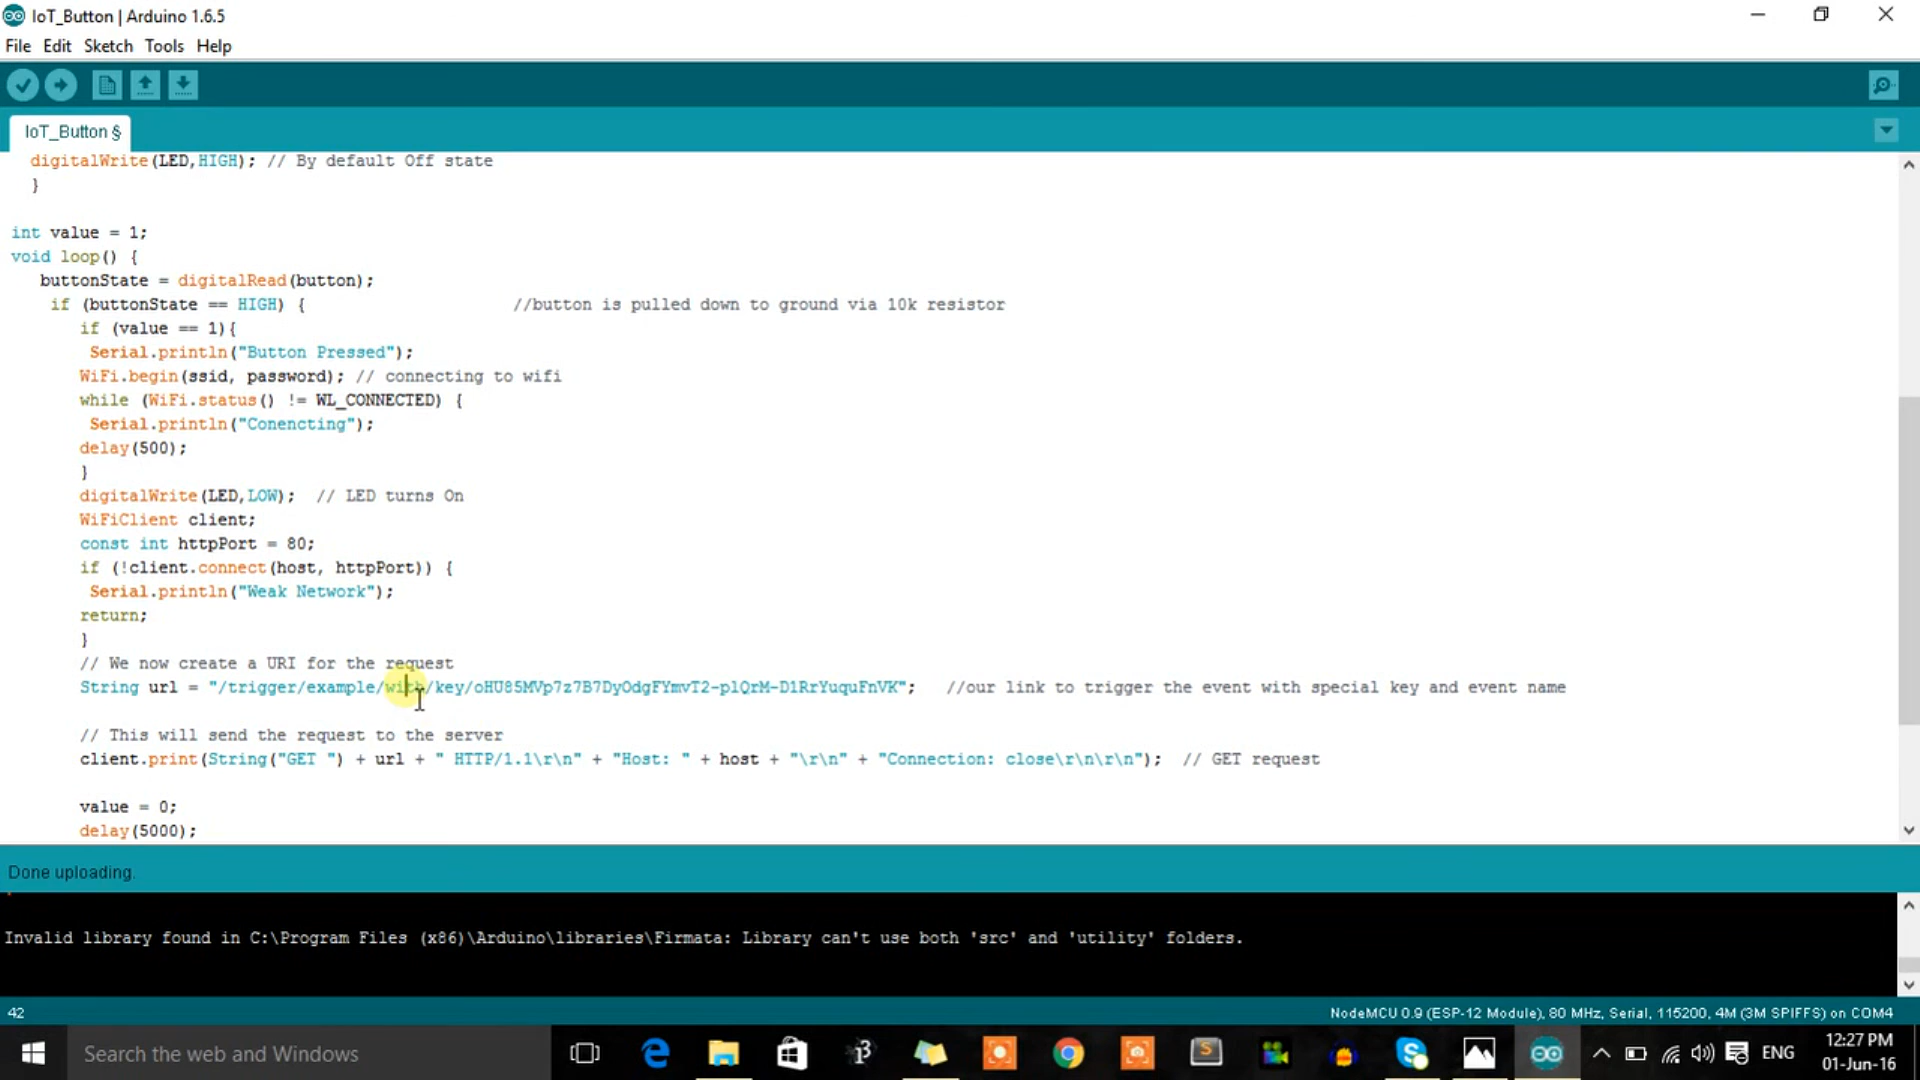 IoT_Button | Arduino 1.6.5
File Edit Sketch Tools Help
IoT_Button §
digitalWrite(LED,HIGH); // By default Off state
}
int value = 1;
void loop() {
buttonState = digitalRead(button);
if (buttonState == HIGH) { //button is pulled down to ground via 10k resistor
if (value == 1){
Serial.println("Button Pressed");
WiFi.begin(ssid, password); // connecting to wifi
while (WiFi.status() != WL_CONNECTED) {
Serial.println("Conencting");
delay(500);
}
digitalWrite(LED,LOW); // LED turns On
WiFiClient client;
const int httpPort = 80;
if (!client.connect(host, httpPort)) {
Serial.println("Weak Network");
return;
}
// We now create a URI for the request
String url = "/trigger/example/with/key/oHU85MVp7z7B7DyOdgFYmvT2-plQrM-D1RrYuquFnVK"; //our link to trigger the event with special key and event name
// This will send the request to the server
client.print(String("GET ") + url + " HTTP/1.1\r\n" + "Host: " + host + "\r\n" + "Connection: close\r\n\r\n"); // GET request
value = 0;
delay(5000);
Done uploading.
Invalid library found in C:\Program Files (x86)\Arduino\libraries\Firmata: Library can't use both 'src' and 'utility' folders.
42
NodeMCU 0.9 (ESP-12 Module), 80 MHz, Serial, 115200, 4M (3M SPIFFS) on COM4
Search the web and Windows
ENG
12:27 PM
01-Jun-16